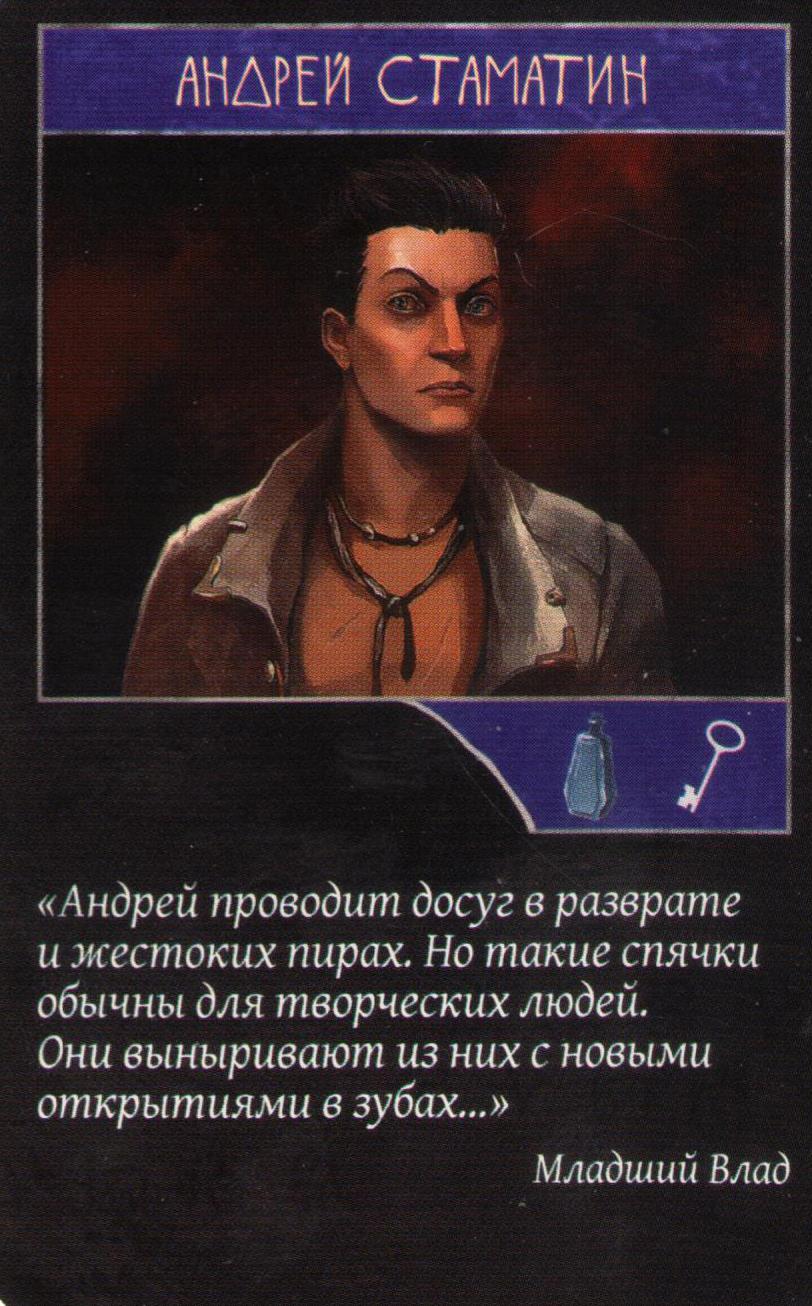 АНДРЕЙ СТАМАТИН
«Андрей проводит досуг в разврате
и жестоких пирах. Но такие спячки
обычны для творческих людей.
Они выныривают из них с новыми
открытиями в зубах...»
Младший Влад